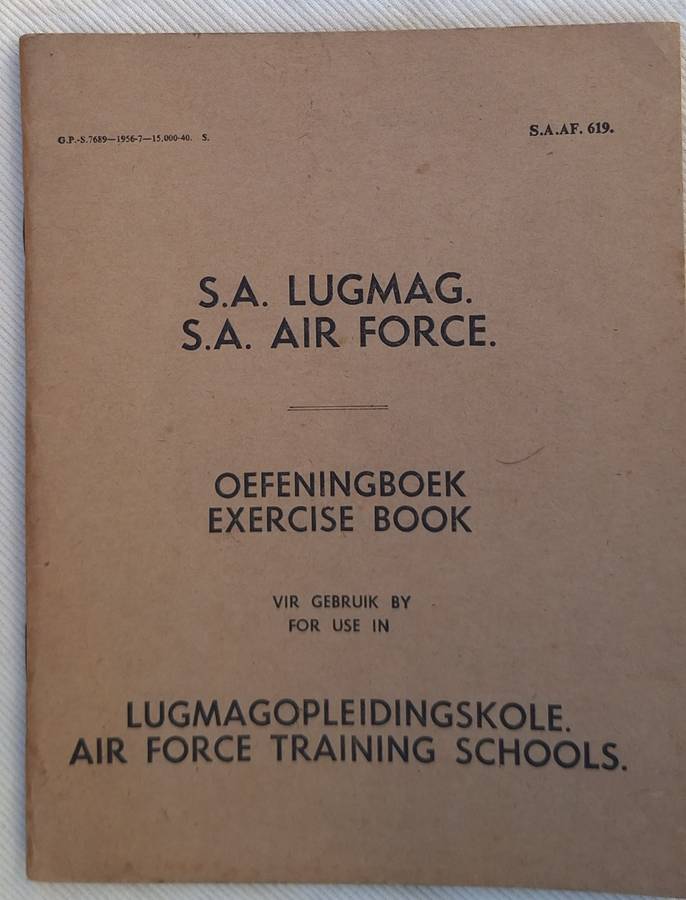 G.P.-S.7689—1956-7—15,000-40. S.
S.A.AF. 619.
S.A. LUGMAG.
S.A. AIR FORCE.
OEFENINGBOEK
EXERCISE BOOK
VIR GEBRUIK BY
FOR USE IN
LUGMAGOPLEIDINGSKOLE.
AIR FORCE TRAINING SCHOOLS.